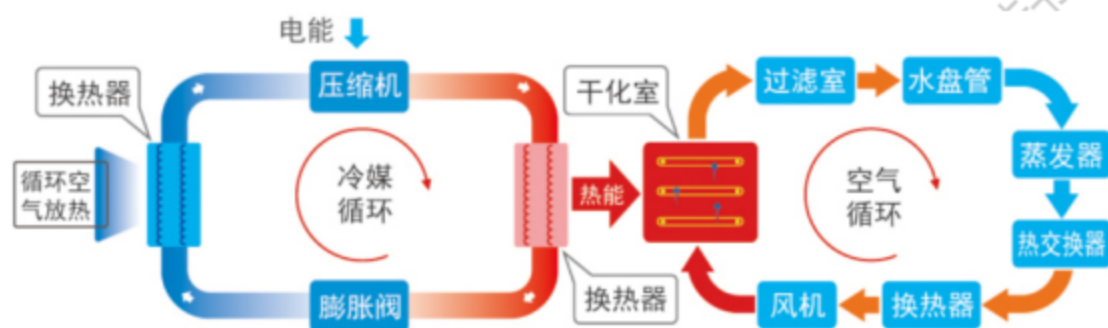 电能
换热器
压缩机
干化室
过滤室
水盘管
循环空
气放热
冷媒
循环
热能
空气
循环
蒸发器
热交换器
膨胀阀
换热器
风机
换热器